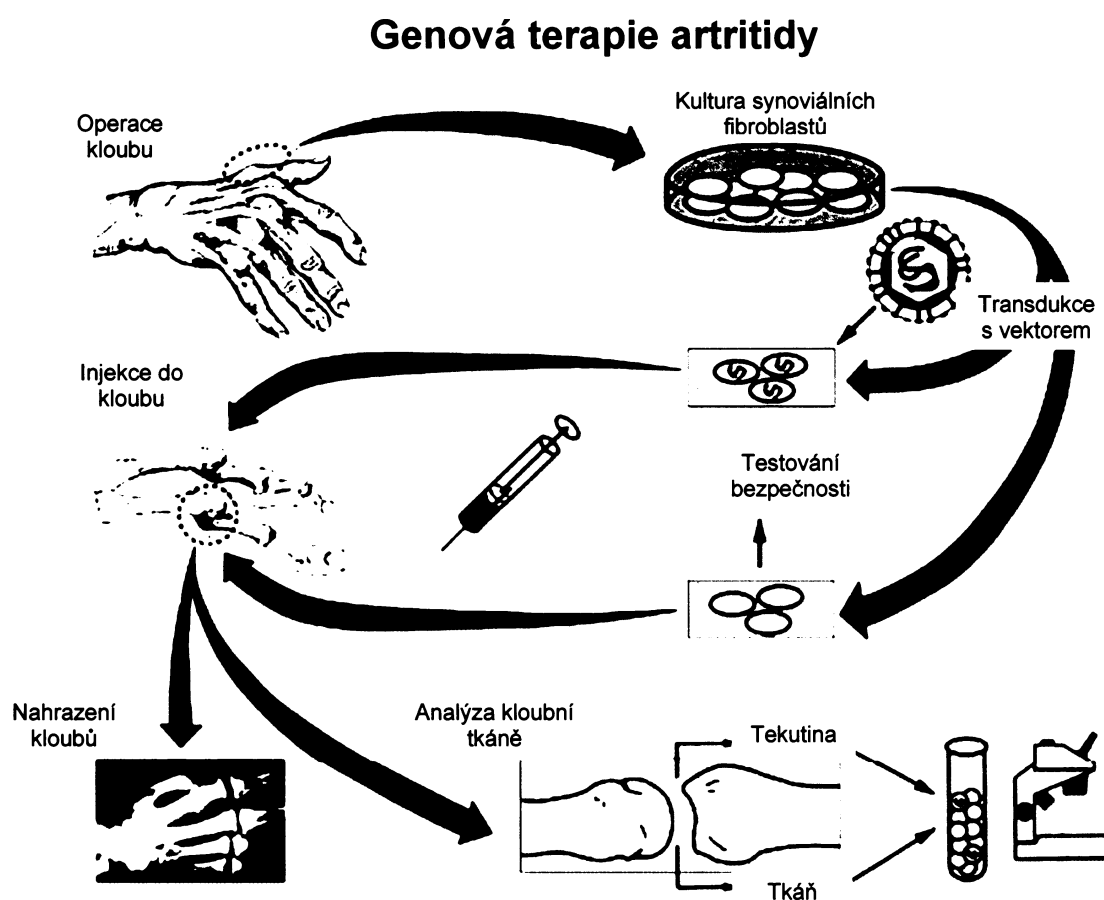 Genová terapie artritidy
Operace
kloubu
Kultura synoviálních
fibroblastů
Transdukce
s vektorem
Injekce do
kloubu
Testování
bezpečnosti
Nahrazení
kloubů
Analýza kloubní
tkáně
Tekutina
Tkáň